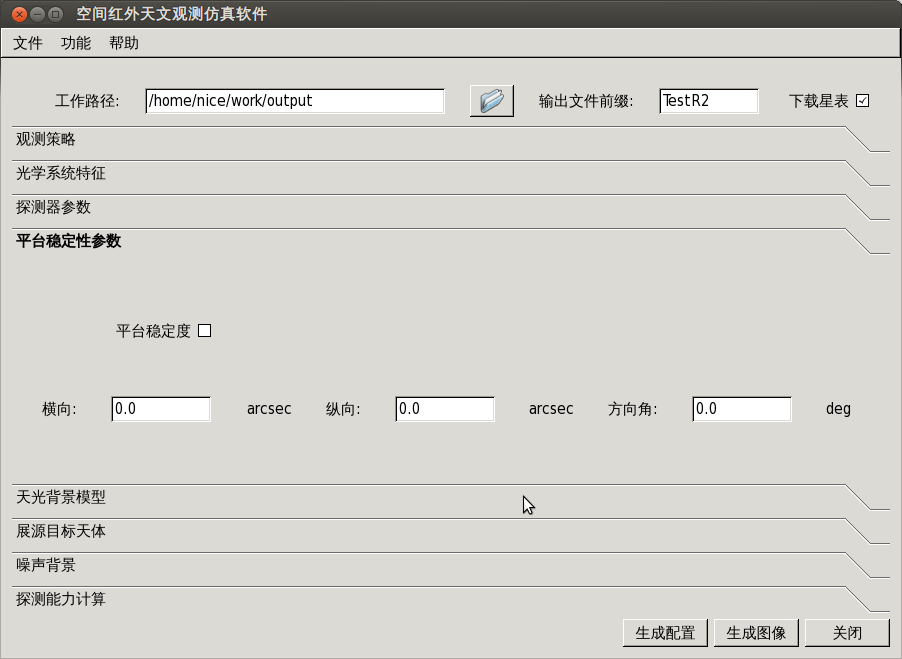 空间红外天文观测仿真软件
文件 功能 帮助
工作路径: /home/nice/work/output 输出文件前缀: TestR2 下载星表
观测策略
光学系统特征
探测器参数
平台稳定性参数
平台稳定度
横向: 0.0 arcsec 纵向: 0.0 arcsec 方向角: 0.0 deg
天光背景模型
展源目标天体
噪声背景
探测能力计算
生成配置 生成图像 关闭